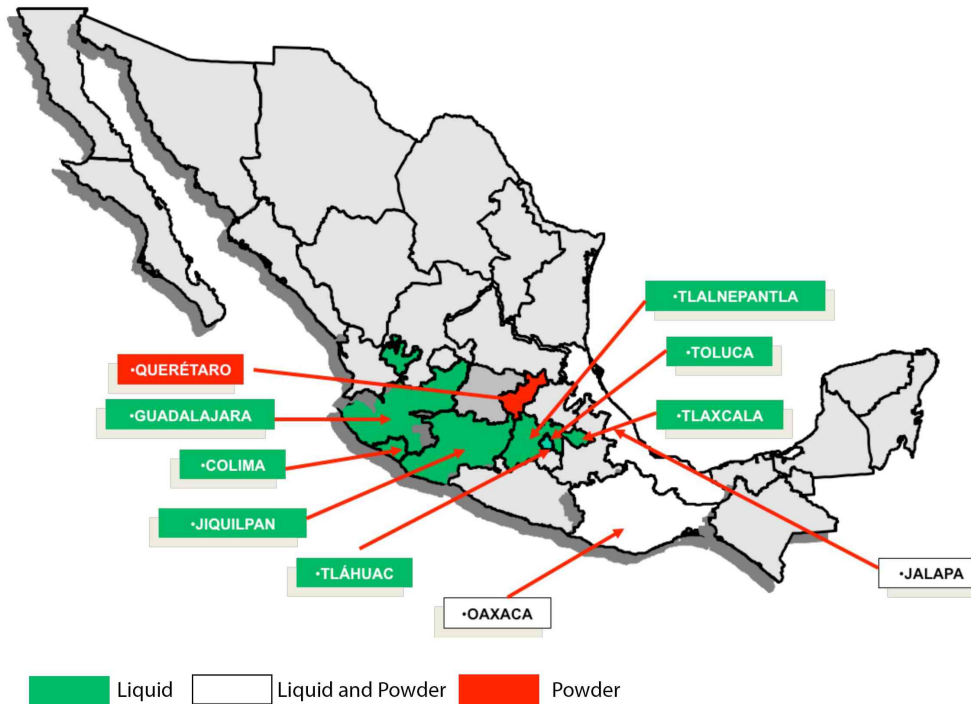 •TLALNEPANTLA
•TOLUCA
•QUERÉTARO
•GUADALAJARA
•TLAXCALA
•COLIMA
•JIQUILPAN
•TLÁHUAC
•JALAPA
•OAXACA
Liquid
Liquid and Powder
Powder